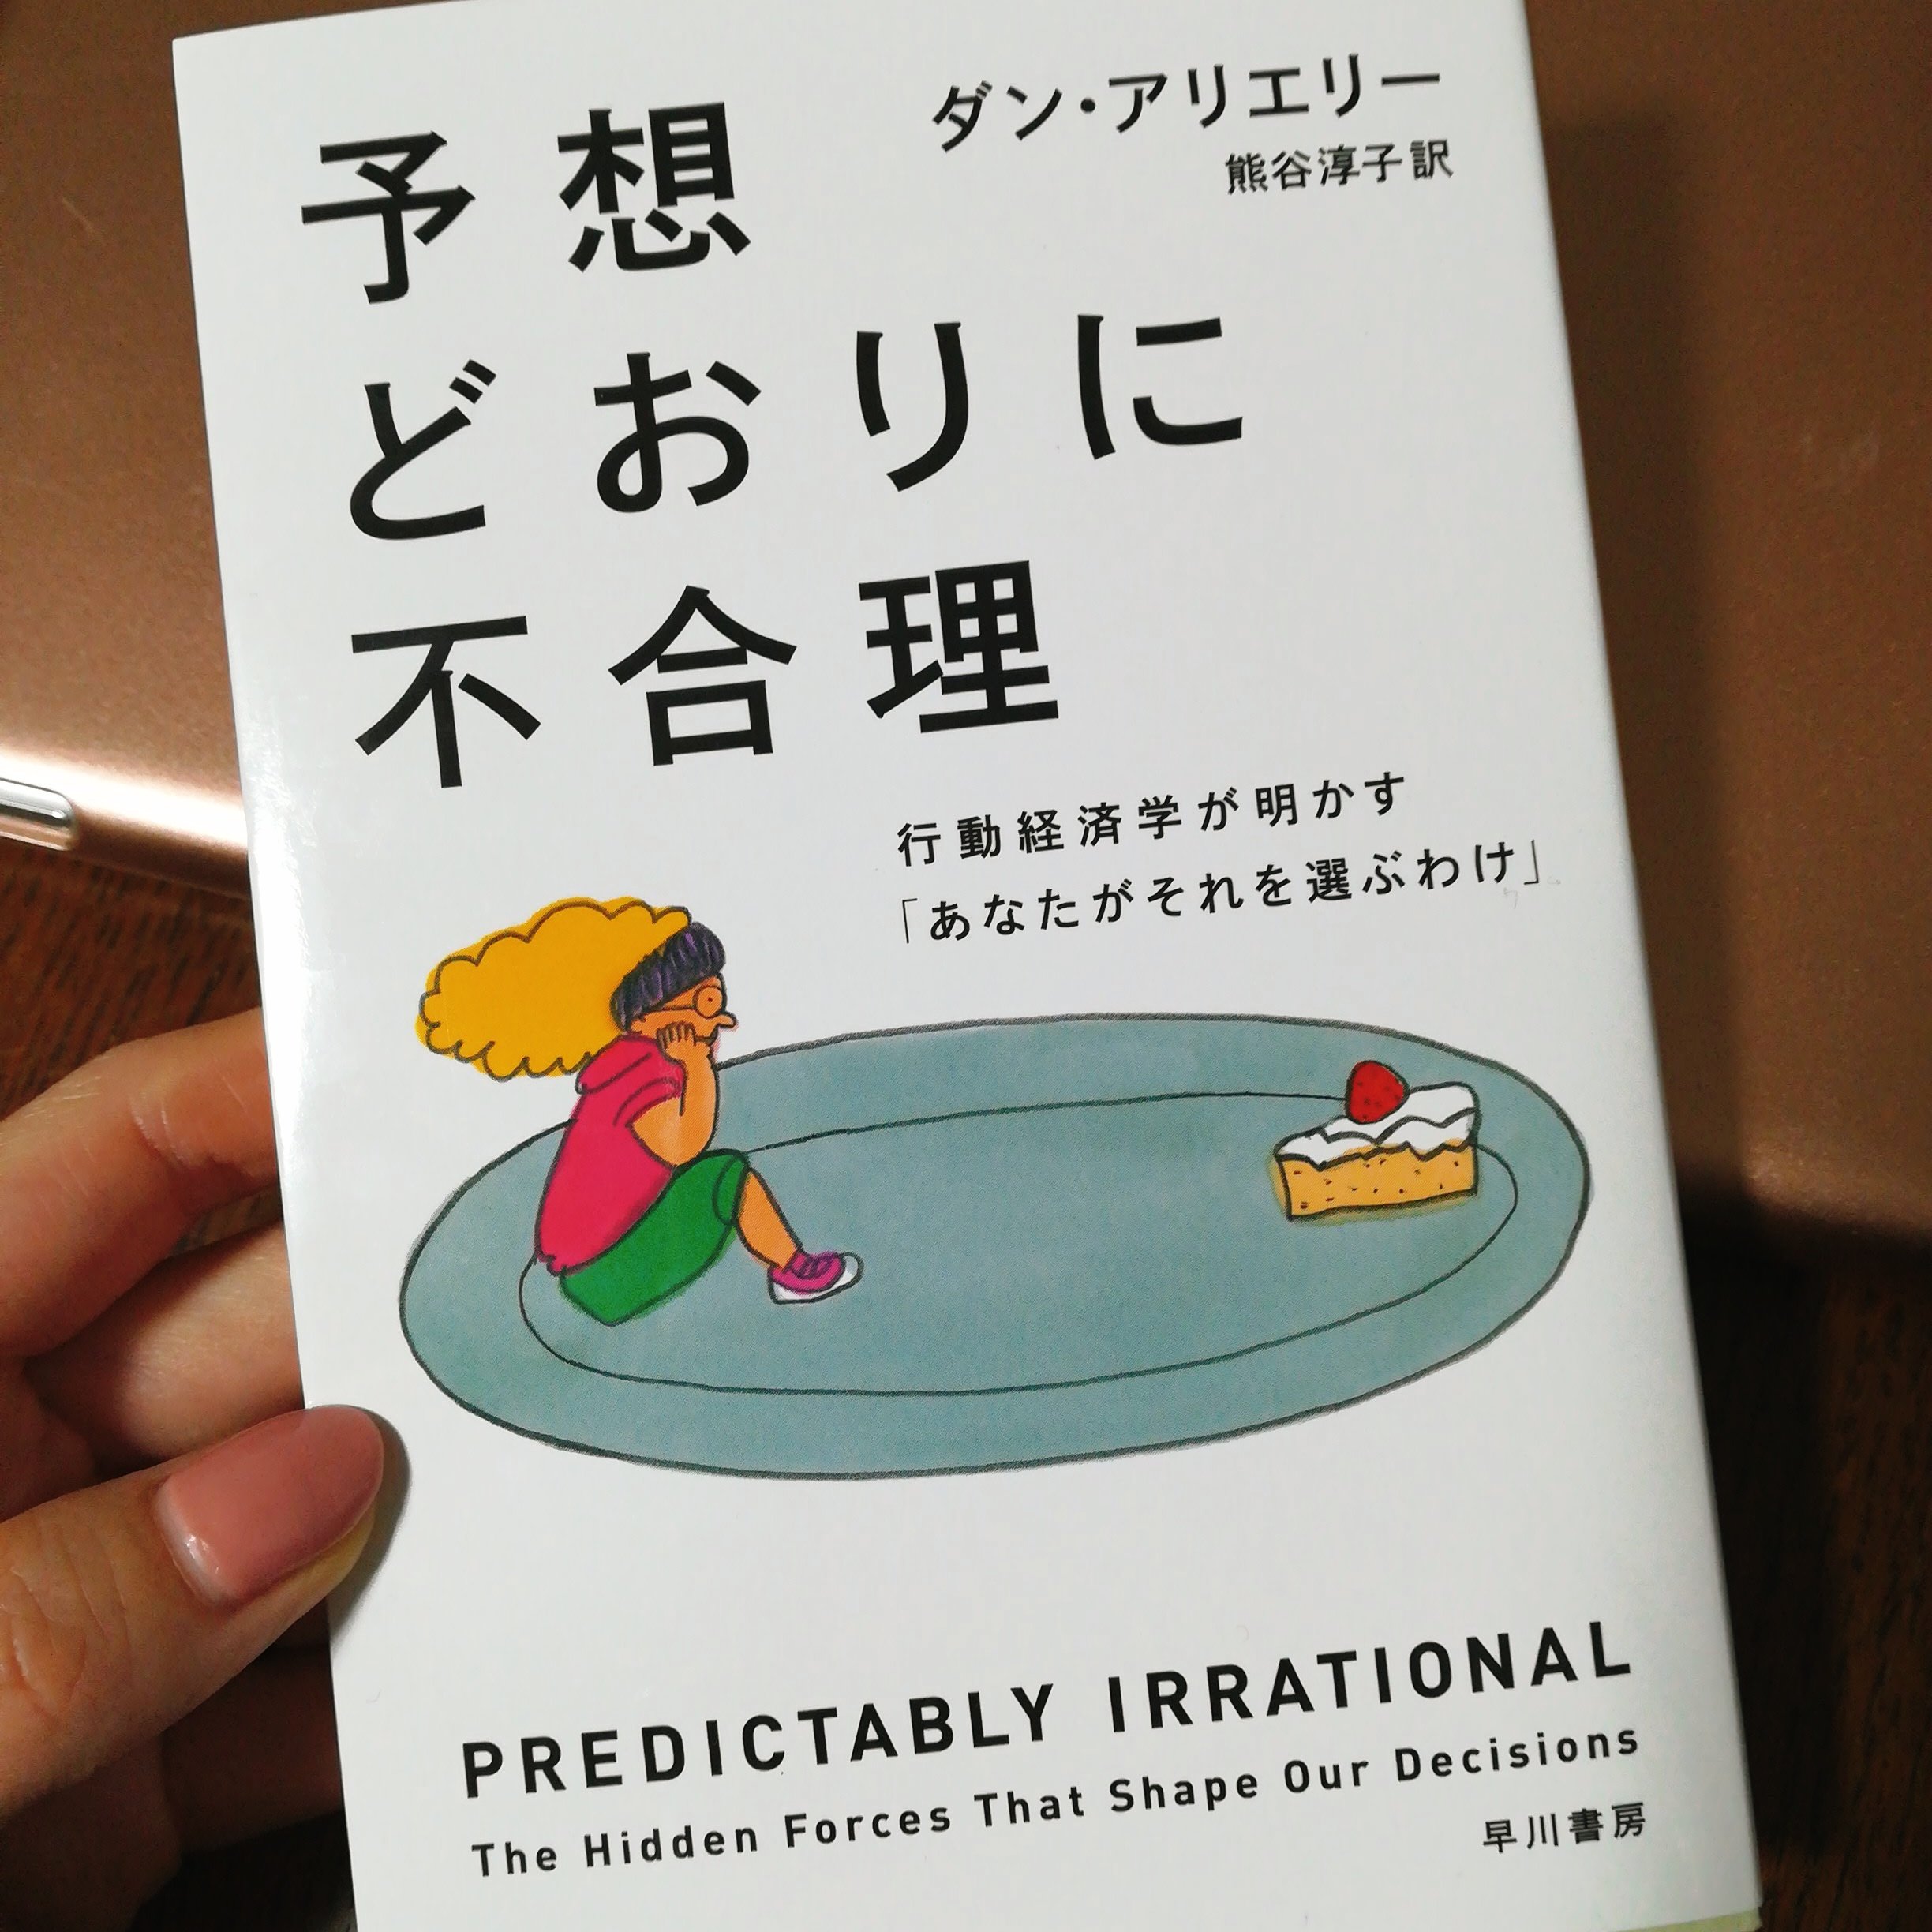 予想
どおりに
不合理
ダン・アリエリー
熊谷淳子訳
行動経済学が明かす
「あなたがそれを選ぶわけ」
PREDICTABLY IRRATIONAL
The Hidden Forces That Shape Our Decisions
早川書房